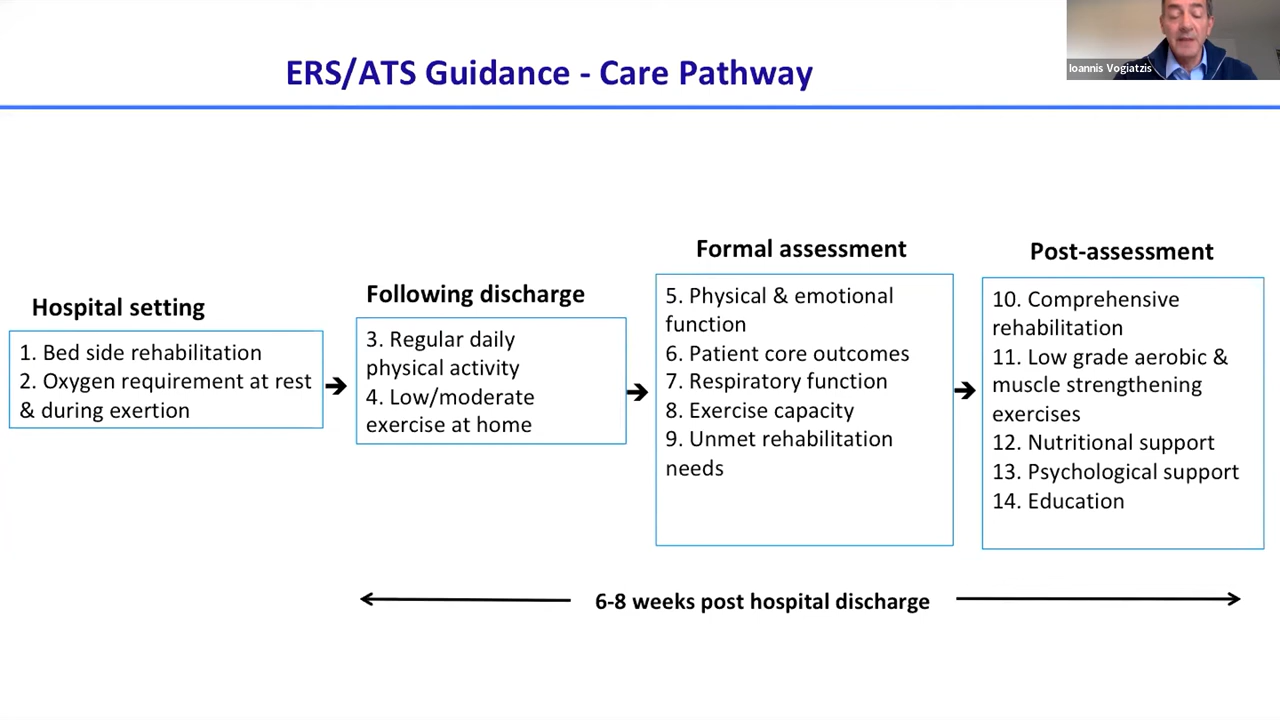 ERS/ATS Guidance - Care Pathway
Ioannis Vogiatzis
Hospital setting
1. Bed side rehabilitation
2. Oxygen requirement at rest
& during exertion
Following discharge
3. Regular daily
physical activity
4. Low/moderate
exercise at home
Formal assessment
5. Physical & emotional
function
6. Patient core outcomes
7. Respiratory function
8. Exercise capacity
9. Unmet rehabilitation
needs
Post-assessment
10. Comprehensive
rehabilitation
11. Low grade aerobic &
muscle strengthening
exercises
12. Nutritional support
13. Psychological support
14. Education
6-8 weeks post hospital discharge